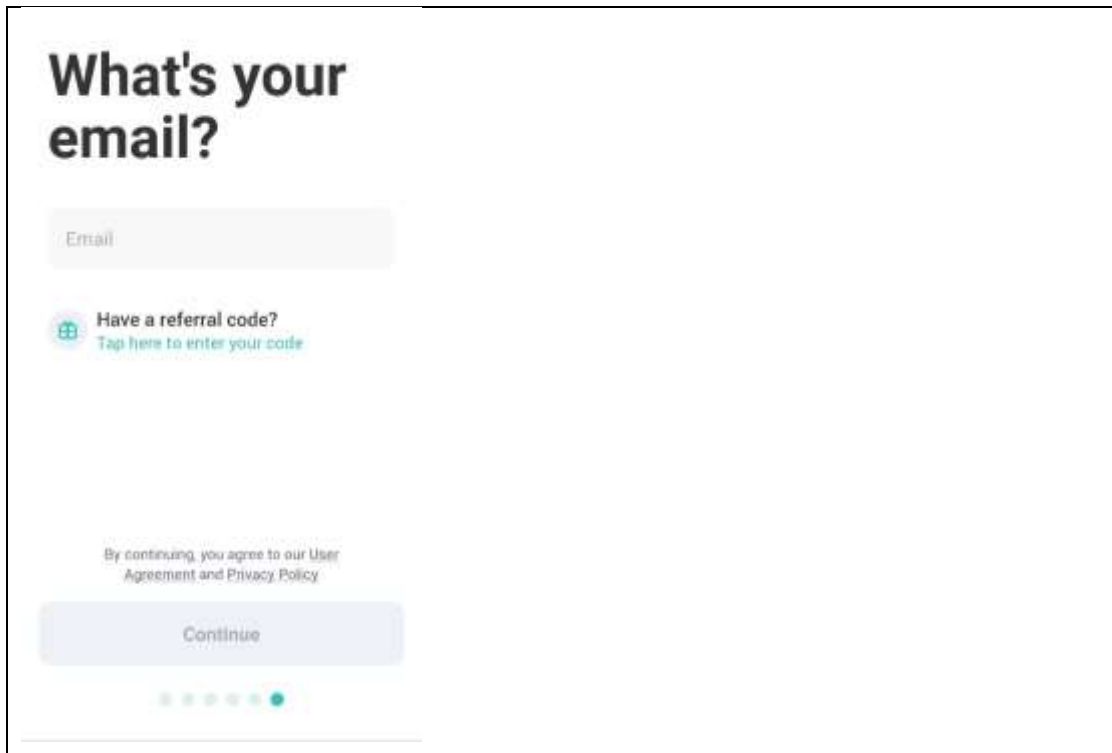 What's your
email?
Email
Have a referral code?
Tap here to enter your code
By continuing, you agree to our User
Agreement and Privacy Policy
Continue